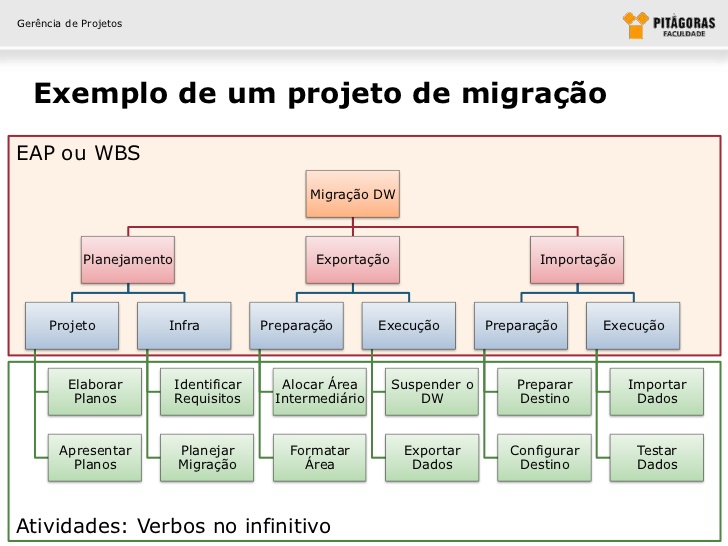 Gerência de Projetos
PITÁGORAS
FACULDADE
Exemplo de um projeto de migração
EAP ou WBS
Migração DW
Planejamento
Exportação
Importação
Projeto
Infra
Preparação
Execução
Preparação
Execução
Elaborar
Planos
Identificar
Requisitos
Alocar Área
Intermediário
Suspender o
DW
Preparar
Destino
Importar
Dados
Apresentar
Planos
Planejar
Migração
Formatar
Área
Exportar
Dados
Configurar
Destino
Testar
Dados
Atividades: Verbos no infinitivo